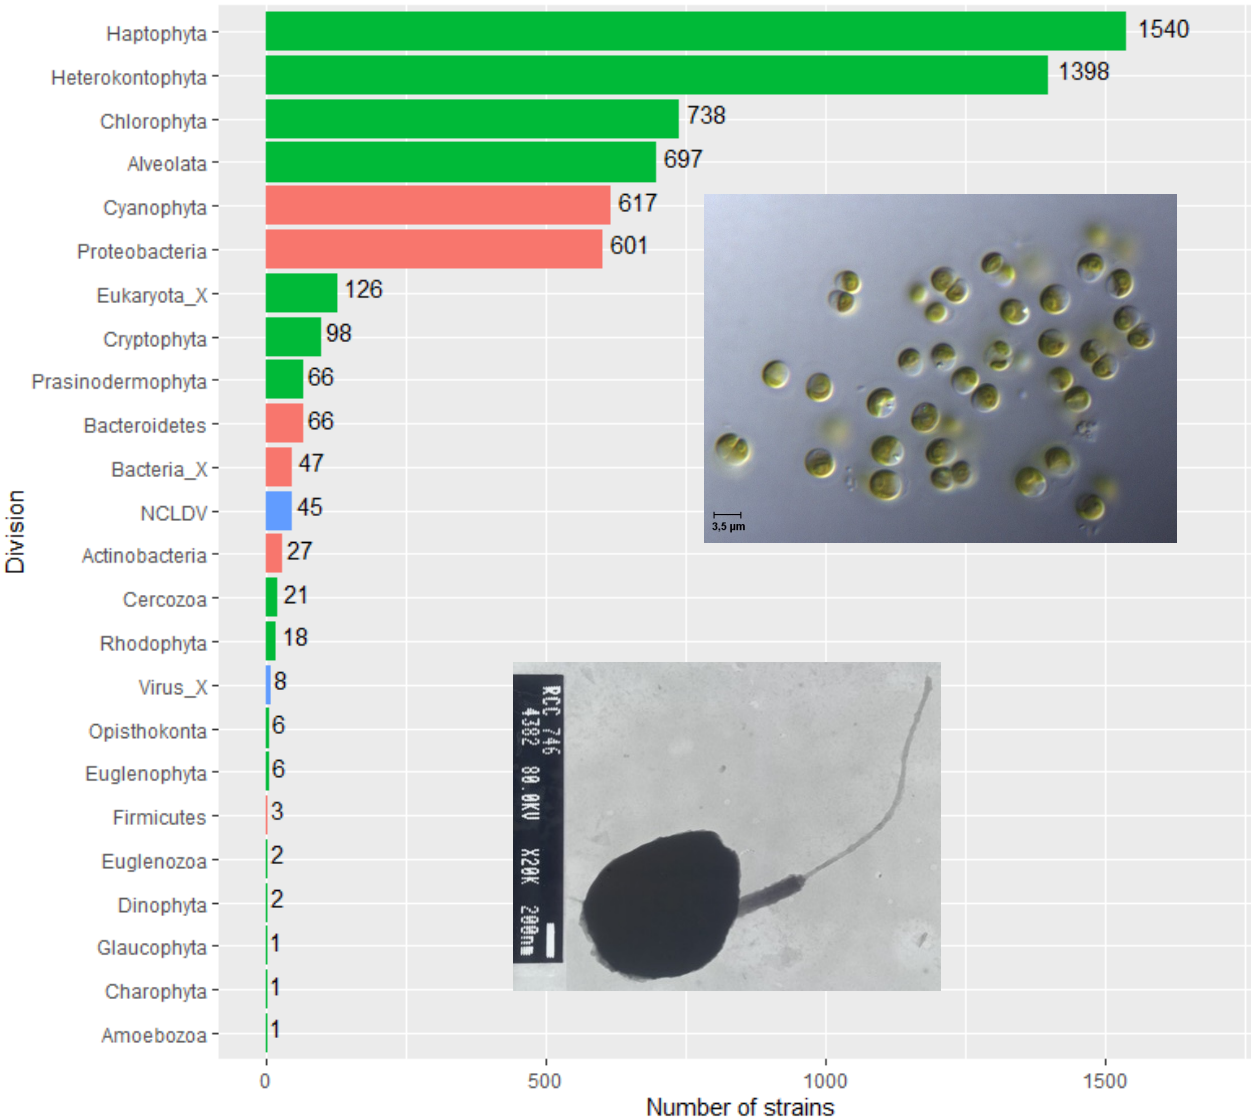 Haptophyta 1540
Heterokontophyta 1398
Chlorophyta 738
Alveolata 697
Cyanophyta 617
Proteobacteria 601
Eukaryota_X 126
Cryptophyta 98
Prasinodermophyta 66
Bacteroidetes 66
Bacteria_X 47
NCLDV 45
Actinobacteria 27
Cercozoa 21
Rhodophyta 18
Virus_X 8
Opisthokonta 6
Euglenophyta 6
Firmicutes 3
Euglenozoa 2
Dinophyta 2
Glaucophyta 1
Charophyta 1
Amoebozoa 1
Division
0 500 1000 1500
Number of strains
3,5 µm
RCC 746
4382 80.0KV X20K 200nm